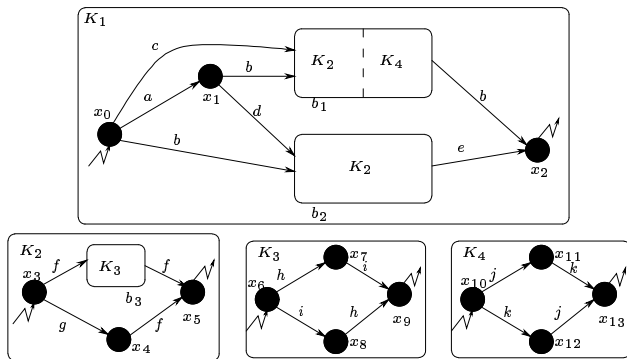 K1
c
K2 K4
b
b1
x1
a
x0
d
b
b
K2
e
x2
b2
K2
x3
f
K3
f
b3
x5
g
f
x4
K3
x7
x6
h
i
x9
i
h
x8
K4
x11
x10
j
k
x13
k
j
x12